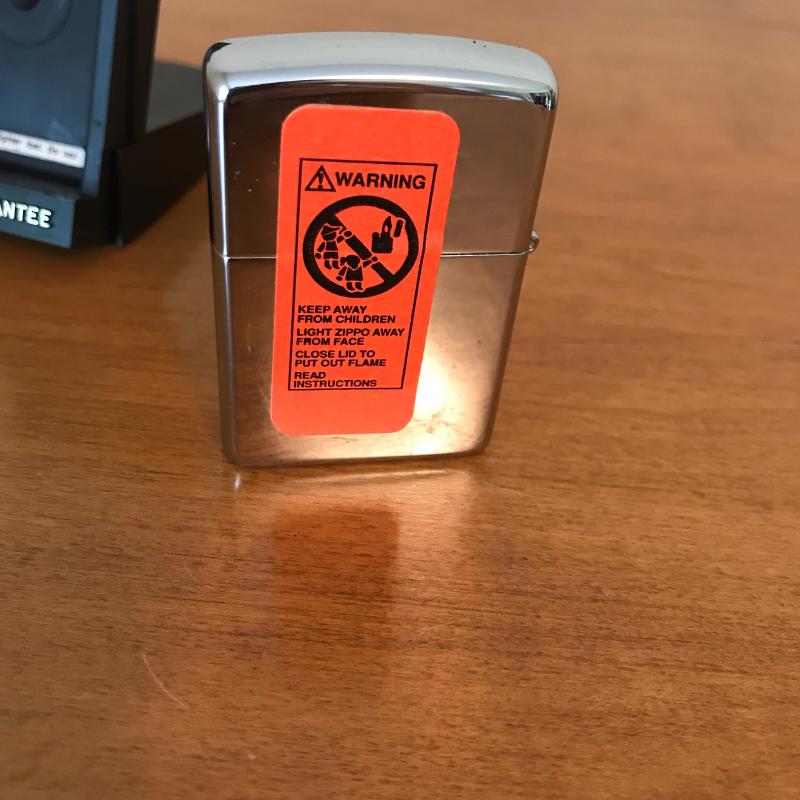 ANTEE
WARNING
KEEP AWAY
FROM CHILDREN
LIGHT ZIPPO AWAY
FROM FACE
CLOSE LID TO
PUT OUT FLAME
READ
INSTRUCTIONS